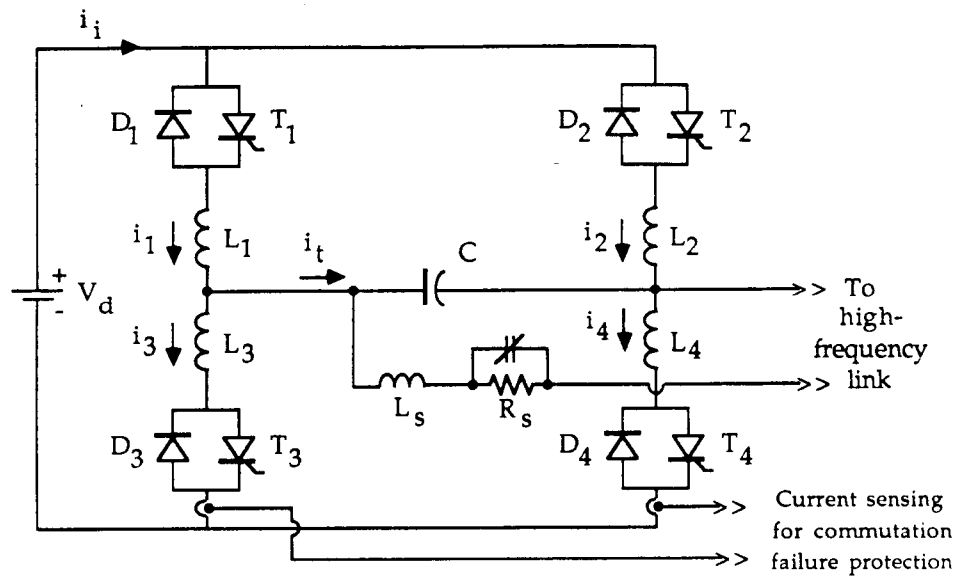 i_i
D_1
T_1
D_2
T_2
i_1
L_1
i_t
C
i_2
L_2
+
V_d
-
>> To
high-
frequency
link
i_3
L_3
i_4
L_4
>>
L_s
R_s
D_3
T_3
D_4
T_4
>> Current sensing
for commutation
>> failure protection